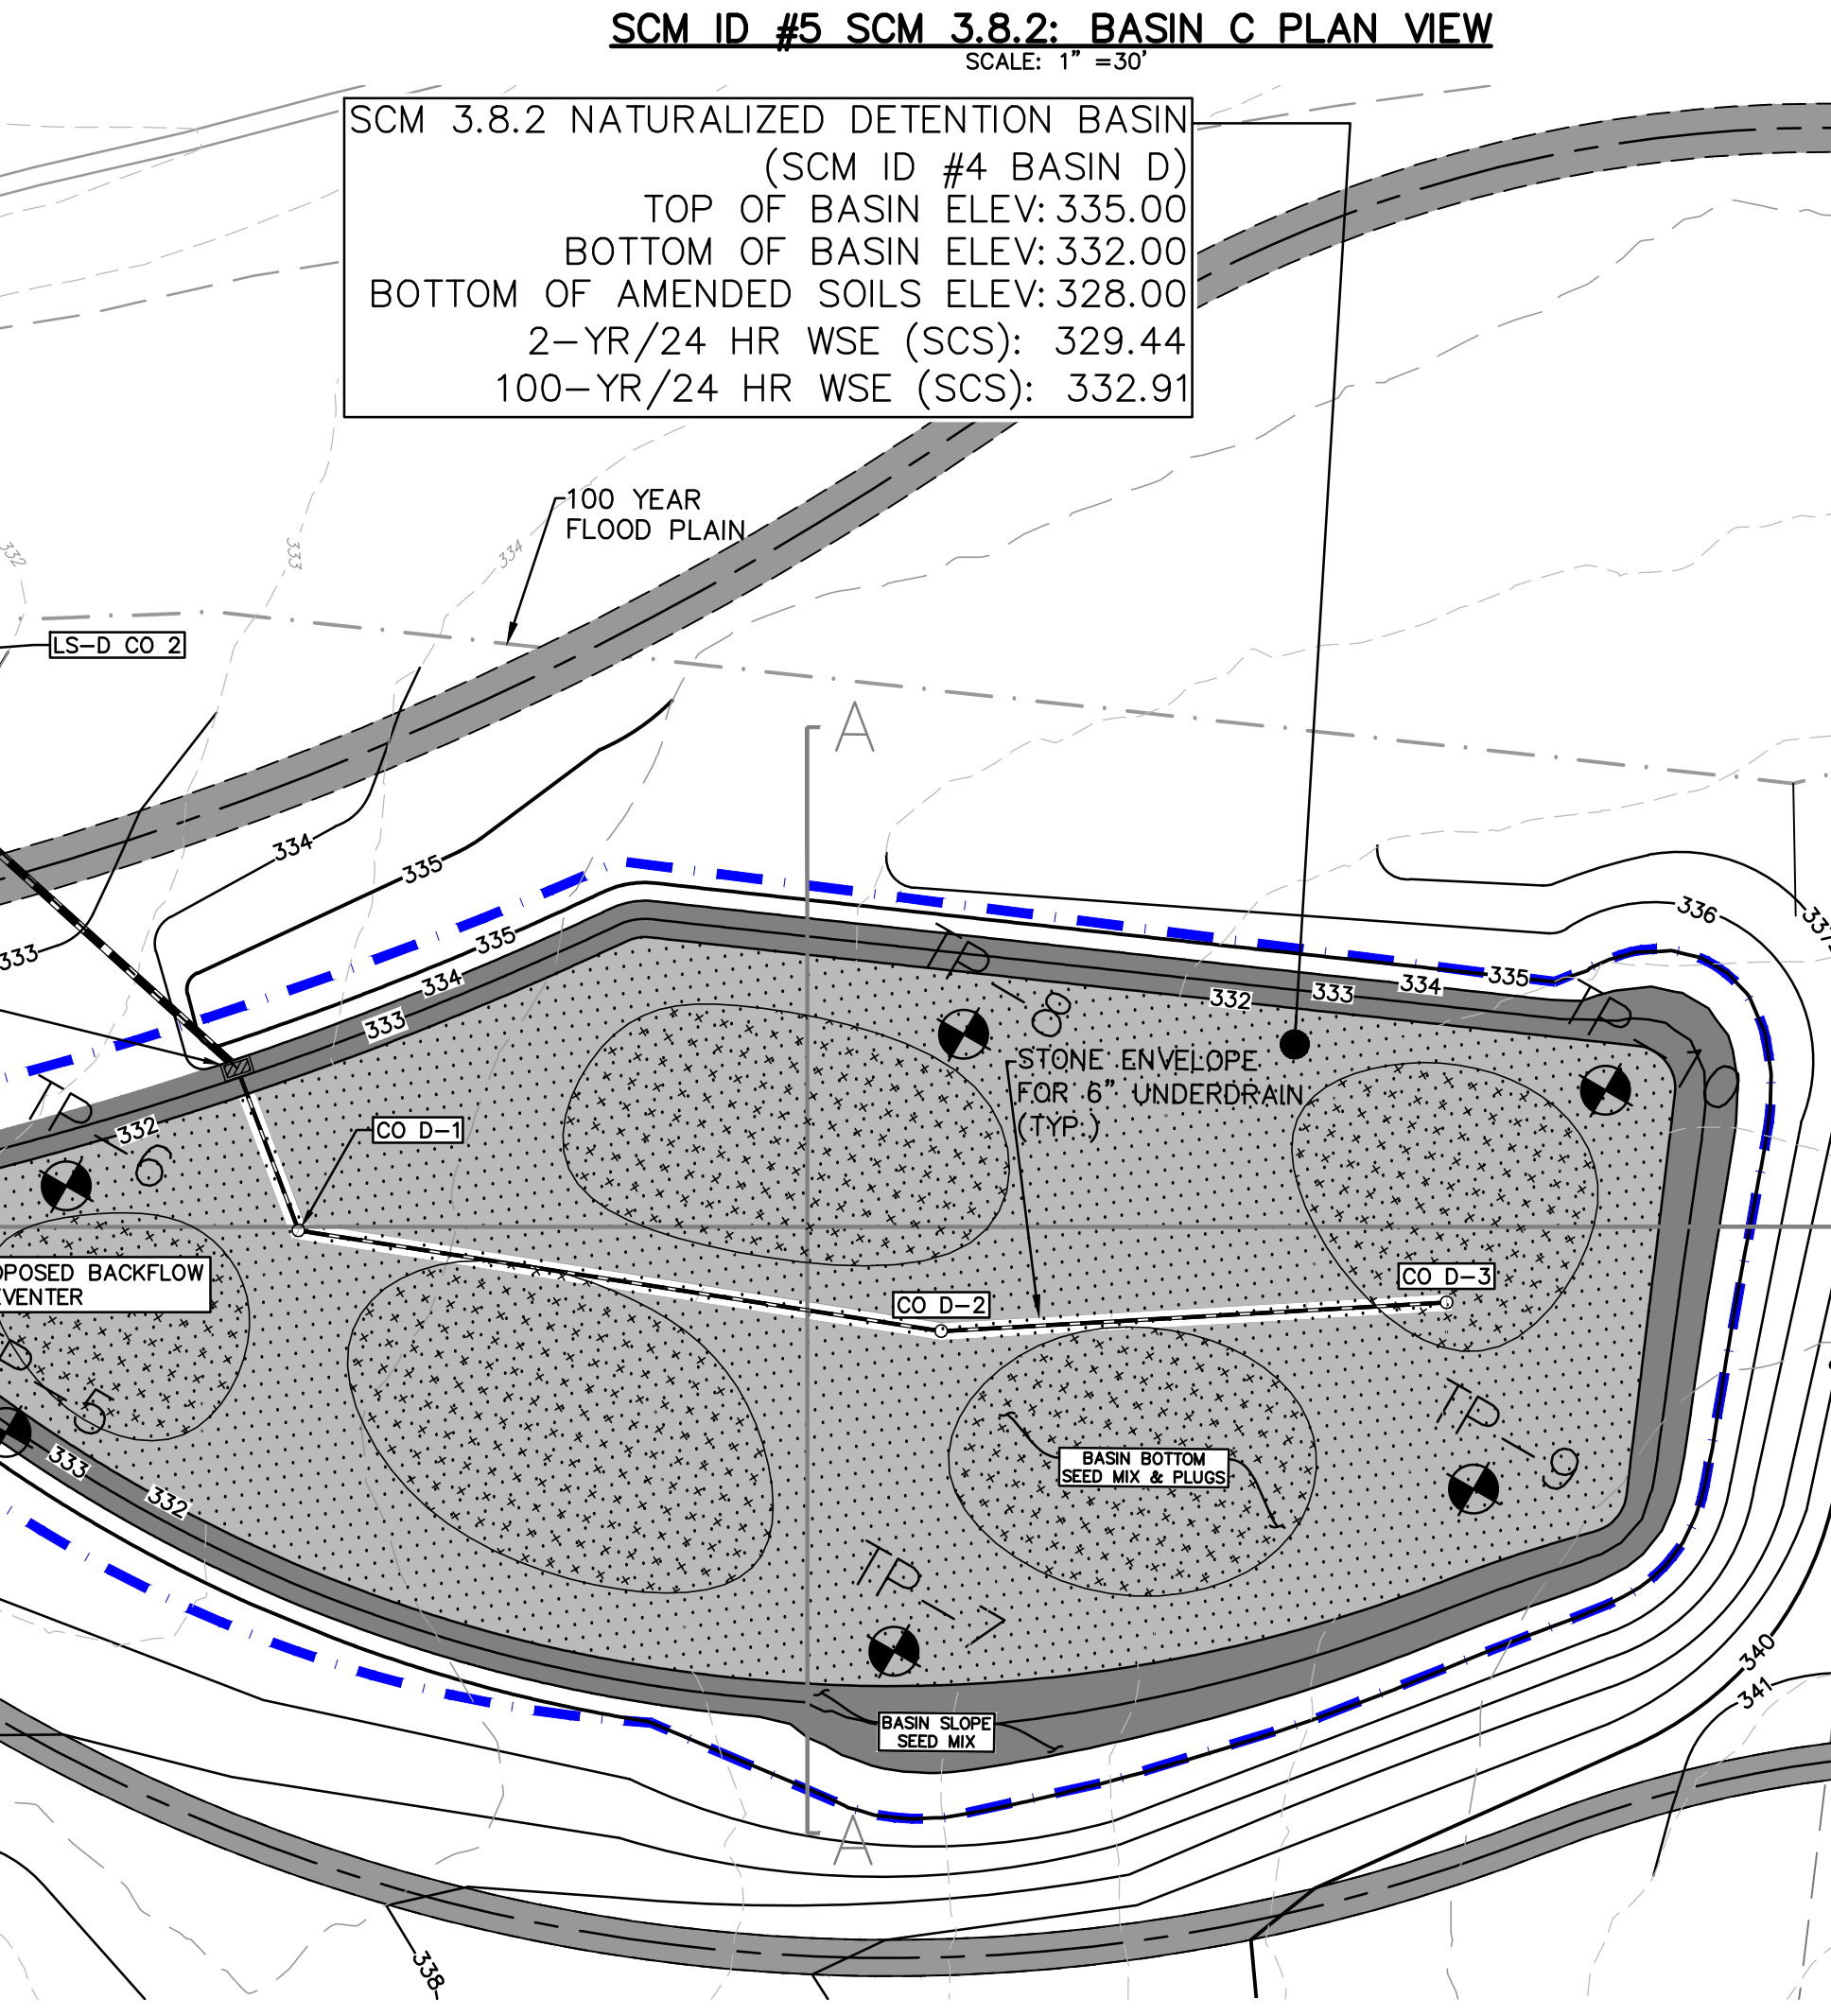 SCM ID #5 SCM 3.8.2: BASIN C PLAN VIEW
SCALE: 1" =30'
SCM 3.8.2 NATURALIZED DETENTION BASIN
(SCM ID #4 BASIN D)
TOP OF BASIN ELEV: 335.00
BOTTOM OF BASIN ELEV: 332.00
BOTTOM OF AMENDED SOILS ELEV: 328.00
2-YR/24 HR WSE (SCS): 329.44
100-YR/24 HR WSE (SCS): 332.91
100 YEAR
FLOOD PLAIN
332
333
334
LS-D CO 2
A
334
335
333
335
334
333
336
337
332
333
334
335
TP-8
TP-10
STONE ENVELOPE
FOR 6" UNDERDRAIN
(TYP.)
TP-6
332
CO D-1
OPOSED BACKFLOW
EVENTER
CO D-2
CO D-3
P-5
333
332
BASIN BOTTOM
SEED MIX & PLUGS
TP-9
TP-7
BASIN SLOPE
SEED MIX
A
340
341
338